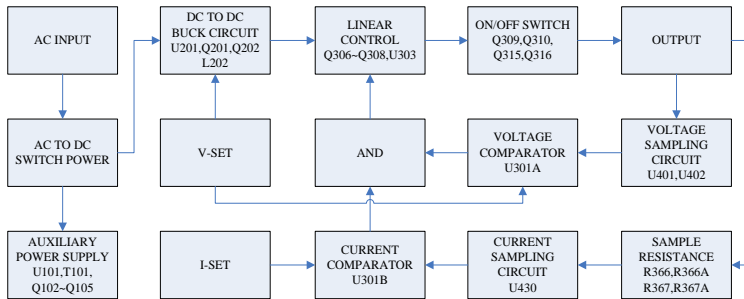 AC INPUT
DC TO DC
BUCK CIRCUIT
U201,Q201,Q202
L202
LINEAR
CONTROL
Q306~Q308,U303
ON/OFF SWITCH
Q309,Q310,
Q315,Q316
OUTPUT
AC TO DC
SWITCH POWER
V-SET
AND
VOLTAGE
COMPARATOR
U301A
VOLTAGE
SAMPLING
CIRCUIT
U401,U402
AUXILIARY
POWER SUPPLY
U101,T101,
Q102~Q105
I-SET
CURRENT
COMPARATOR
U301B
CURRENT
SAMPLING
CIRCUIT
U430
SAMPLE
RESISTANCE
R366,R366A
R367,R367A